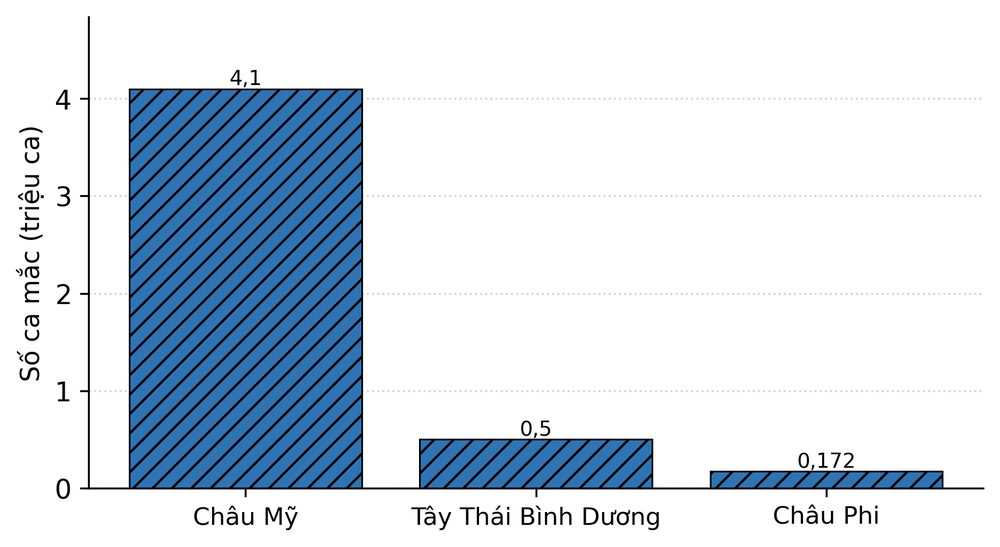 Số ca mắc (triệu ca)
4
3
2
1
0
4,1
0,5
0,172
Châu Mỹ
Tây Thái Bình Dương
Châu Phi